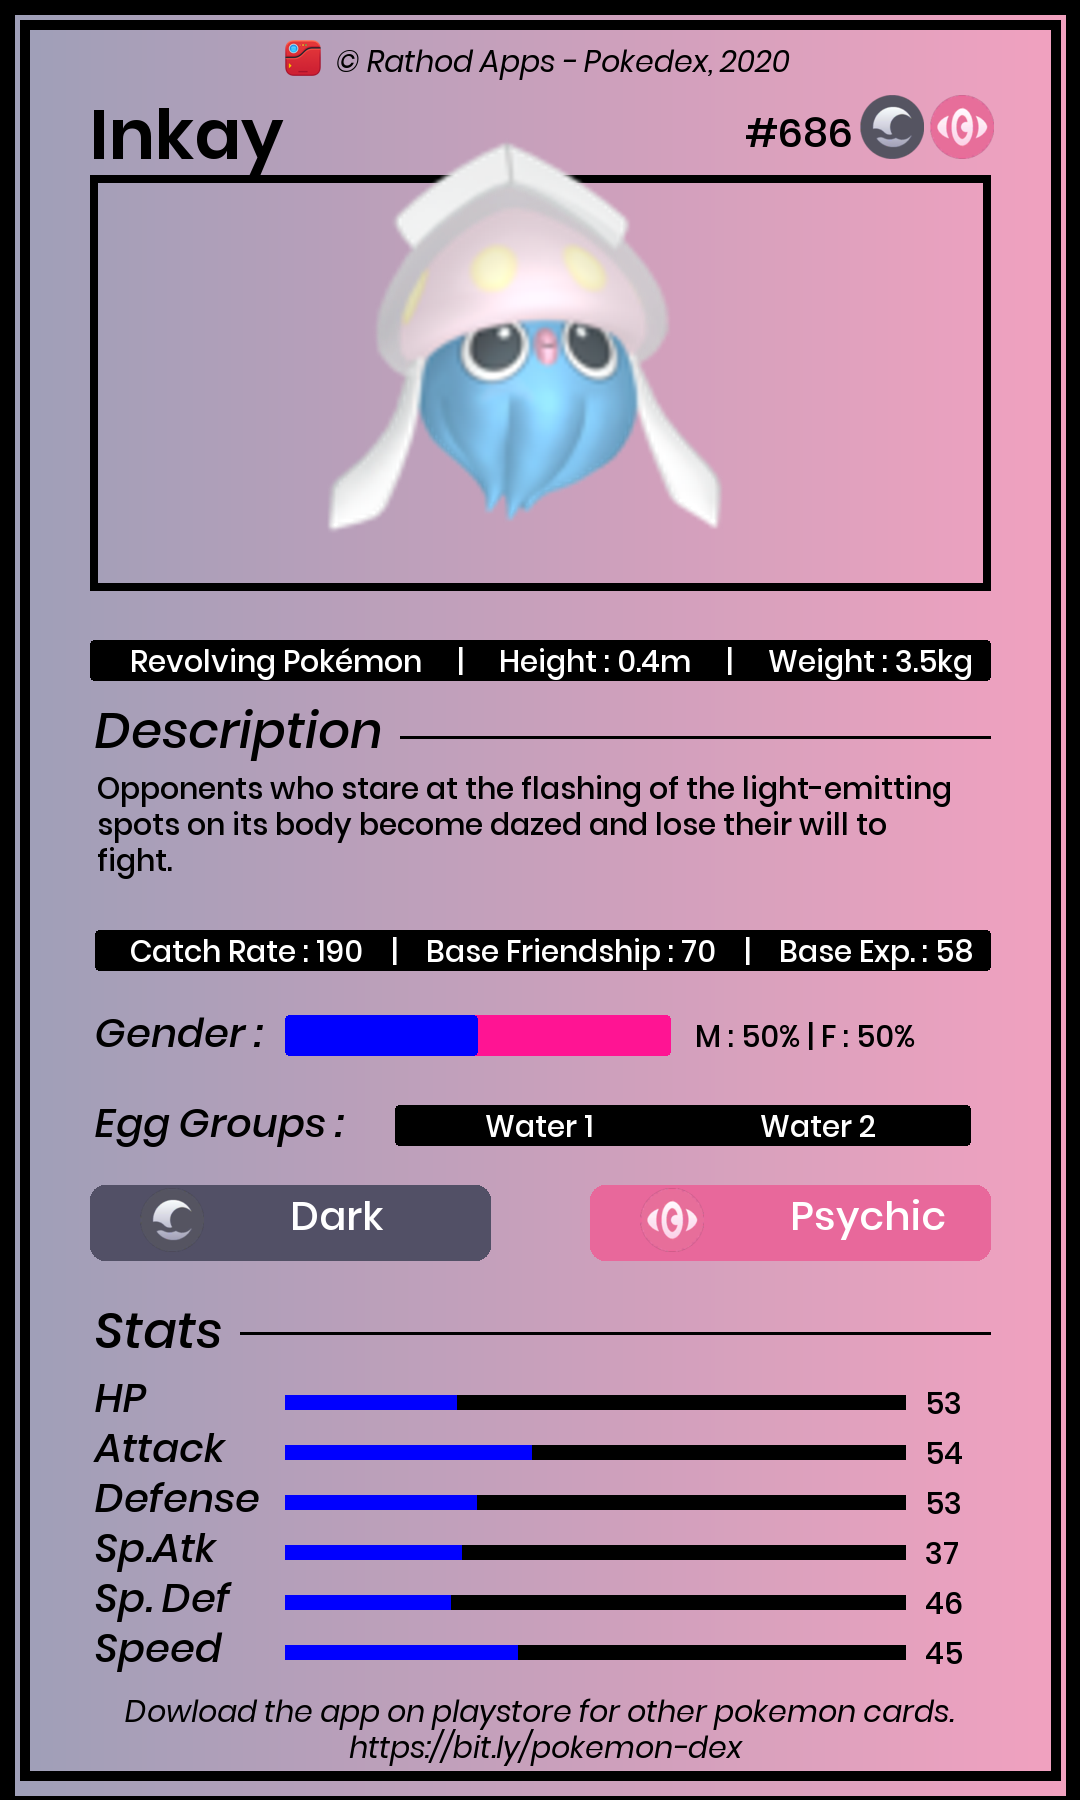 © Rathod Apps - Pokedex, 2020
Inkay #686
Revolving Pokémon | Height : 0.4m | Weight : 3.5kg
Description
Opponents who stare at the flashing of the light-emitting
spots on its body become dazed and lose their will to
fight.
Catch Rate : 190 | Base Friendship : 70 | Base Exp. : 58
Gender : M : 50% | F : 50%
Egg Groups : Water 1 Water 2
Dark Psychic
Stats
HP 53
Attack 54
Defense 53
Sp.Atk 37
Sp. Def 46
Speed 45
Dowload the app on playstore for other pokemon cards.
https://bit.ly/pokemon-dex